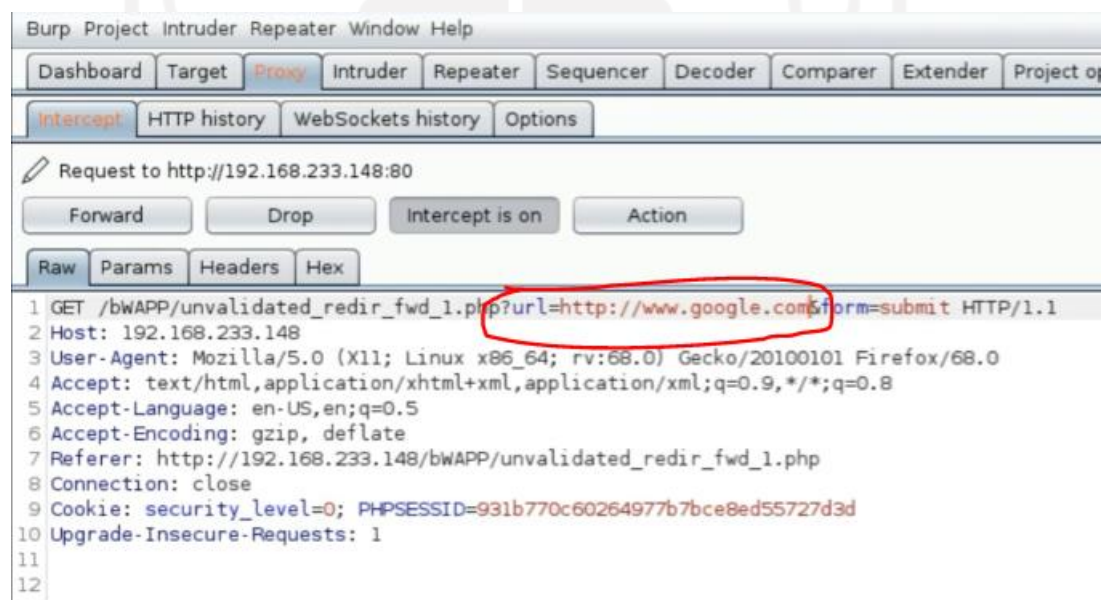 Burp Project Intruder Repeater Window Help
Dashboard Target Proxy Intruder Repeater Sequencer Decoder Comparer Extender Project op
Intercept HTTP history WebSockets history Options
Request to http://192.168.233.148:80
Forward Drop Intercept is on Action
Raw Params Headers Hex
1 GET /bWAPP/unvalidated_redir_fwd_1.php?url=http://www.google.com&form=submit HTTP/1.1
2 Host: 192.168.233.148
3 User-Agent: Mozilla/5.0 (X11; Linux x86_64; rv:68.0) Gecko/20100101 Firefox/68.0
4 Accept: text/html,application/xhtml+xml,application/xml;q=0.9,*/*;q=0.8
5 Accept-Language: en-US,en;q=0.5
6 Accept-Encoding: gzip, deflate
7 Referer: http://192.168.233.148/bWAPP/unvalidated_redir_fwd_1.php
8 Connection: close
9 Cookie: security_level=0; PHPSESSID=931b770c60264977b7bce8ed55727d3d
10 Upgrade-Insecure-Requests: 1
11
12